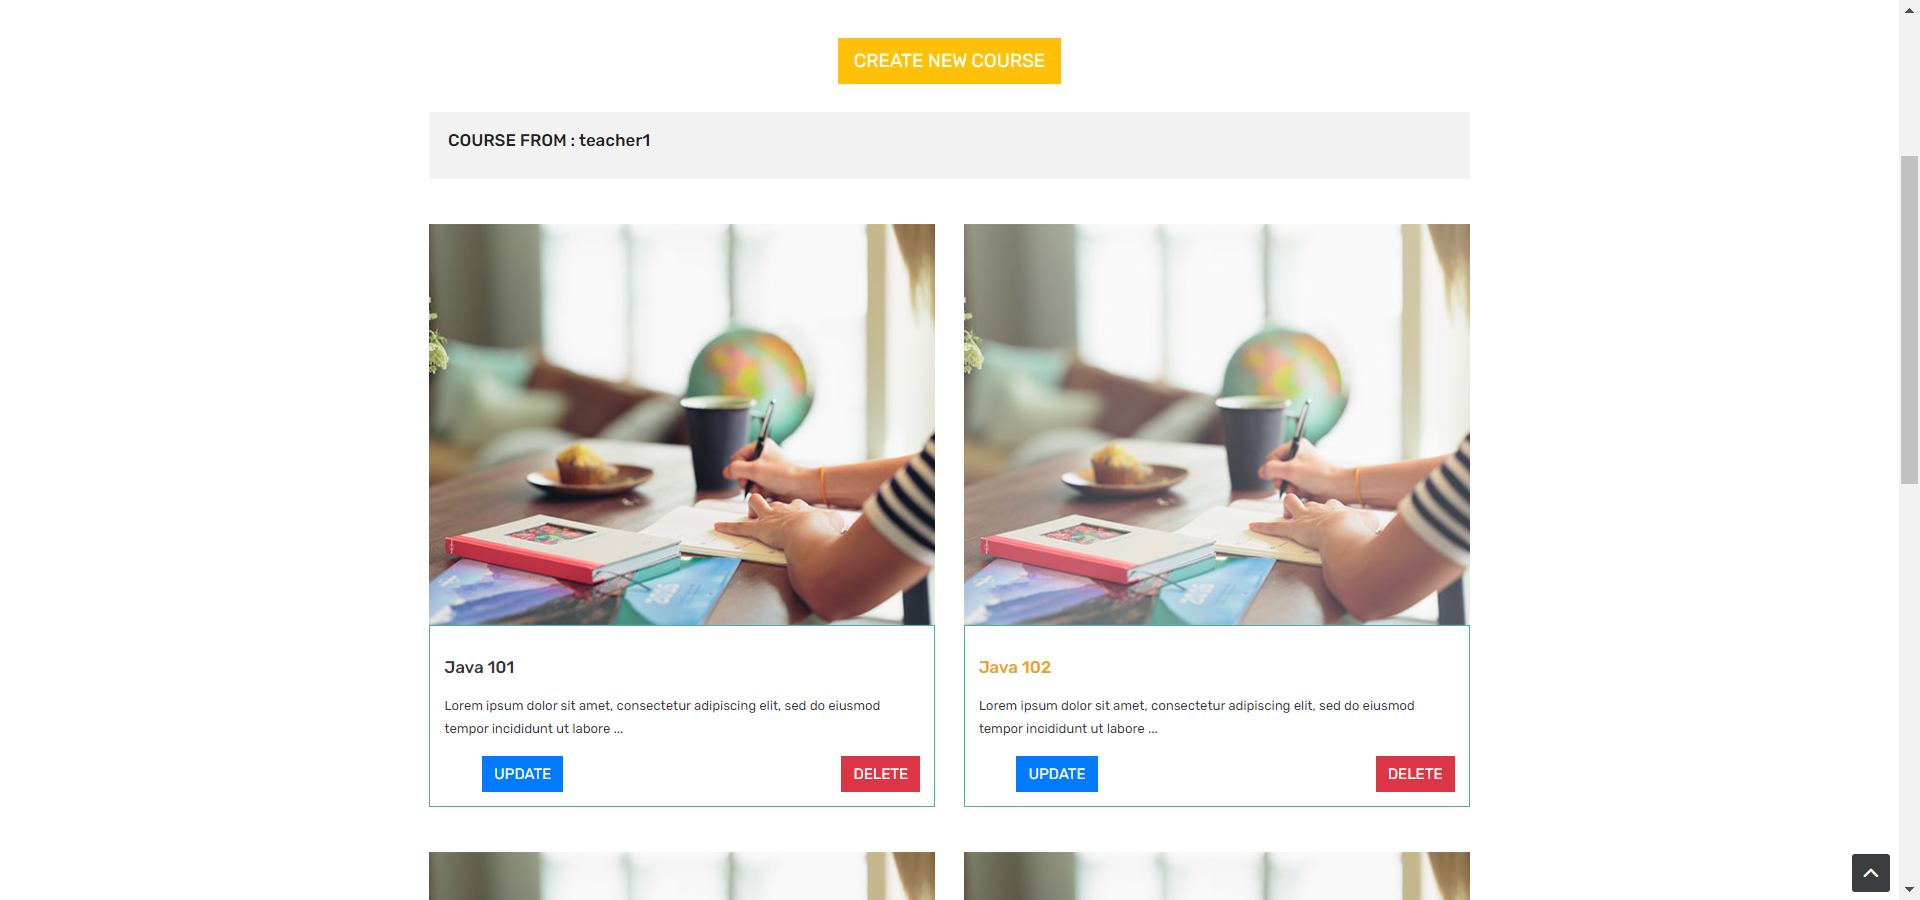 CREATE NEW COURSE
COURSE FROM : teacher1
Java 101
Lorem ipsum dolor sit amet, consectetur adipiscing elit, sed do eiusmod
tempor incididunt ut labore ...
UPDATE
DELETE
Java 102
Lorem ipsum dolor sit amet, consectetur adipiscing elit, sed do eiusmod
tempor incididunt ut labore ...
UPDATE
DELETE